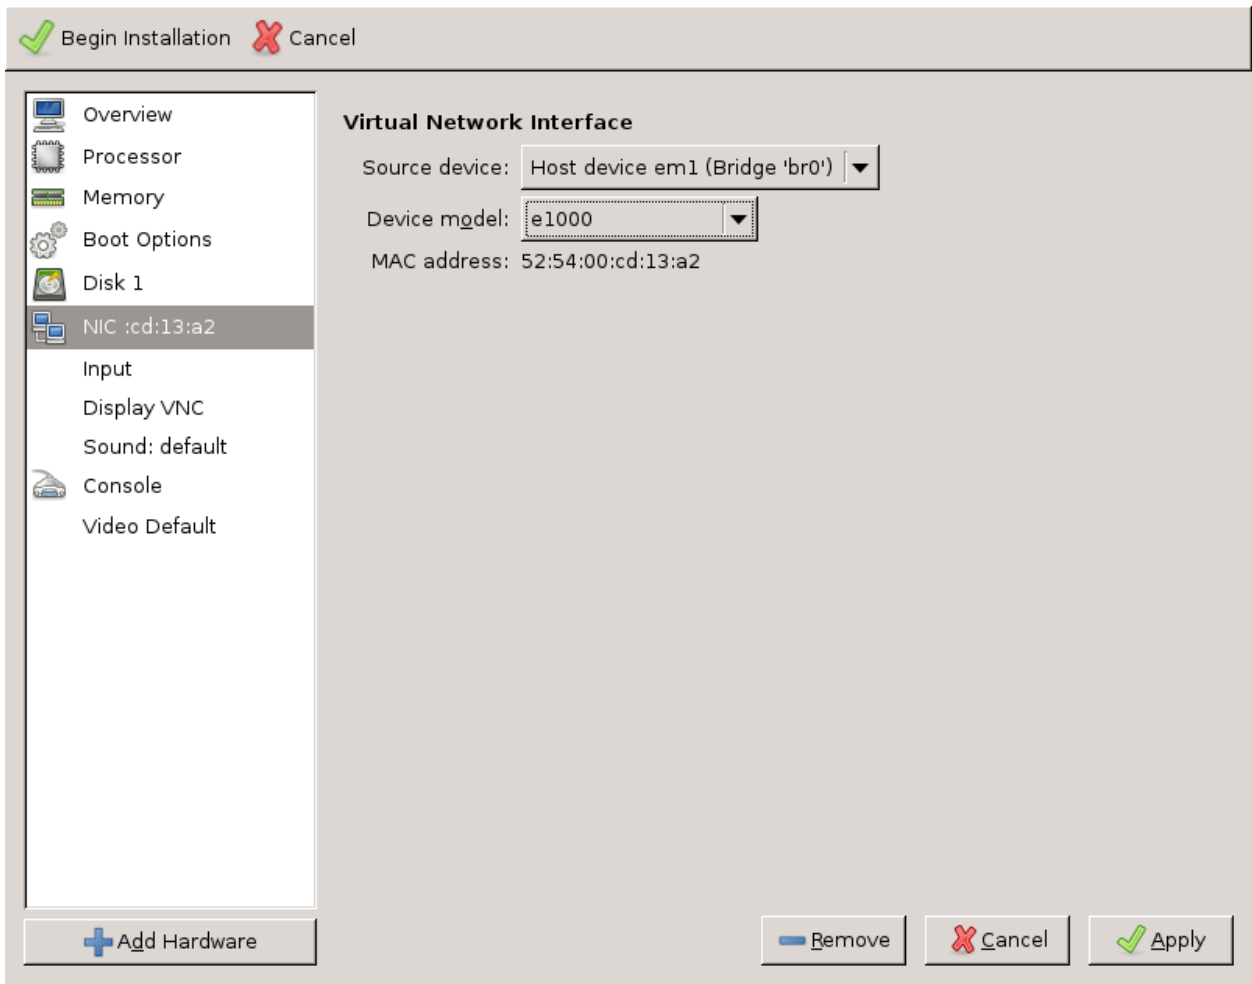 Begin Installation Cancel
Overview
Processor
Memory
Boot Options
Disk 1
NIC :cd:13:a2
Input
Display VNC
Sound: default
Console
Video Default
Add Hardware
Virtual Network Interface
Source device: Host device em1 (Bridge 'br0')
Device model: e1000
MAC address: 52:54:00:cd:13:a2
Remove Cancel Apply